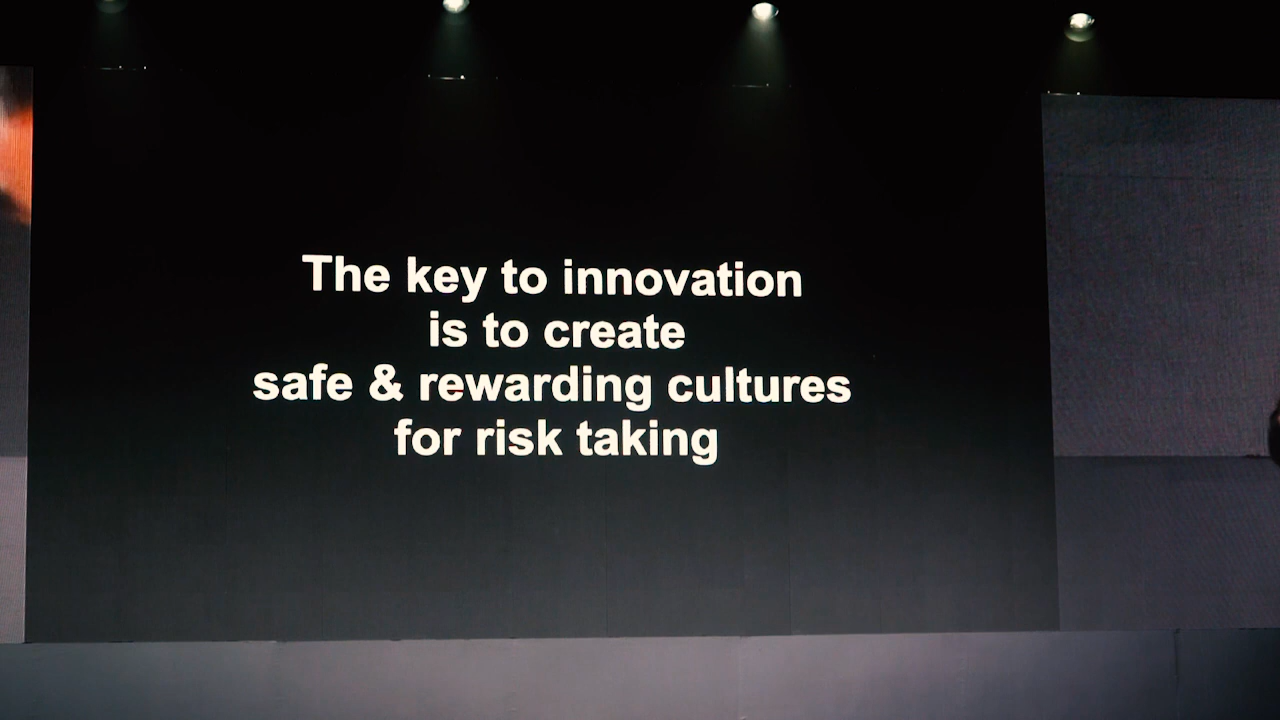 The key to innovation
is to create
safe & rewarding cultures
for risk taking